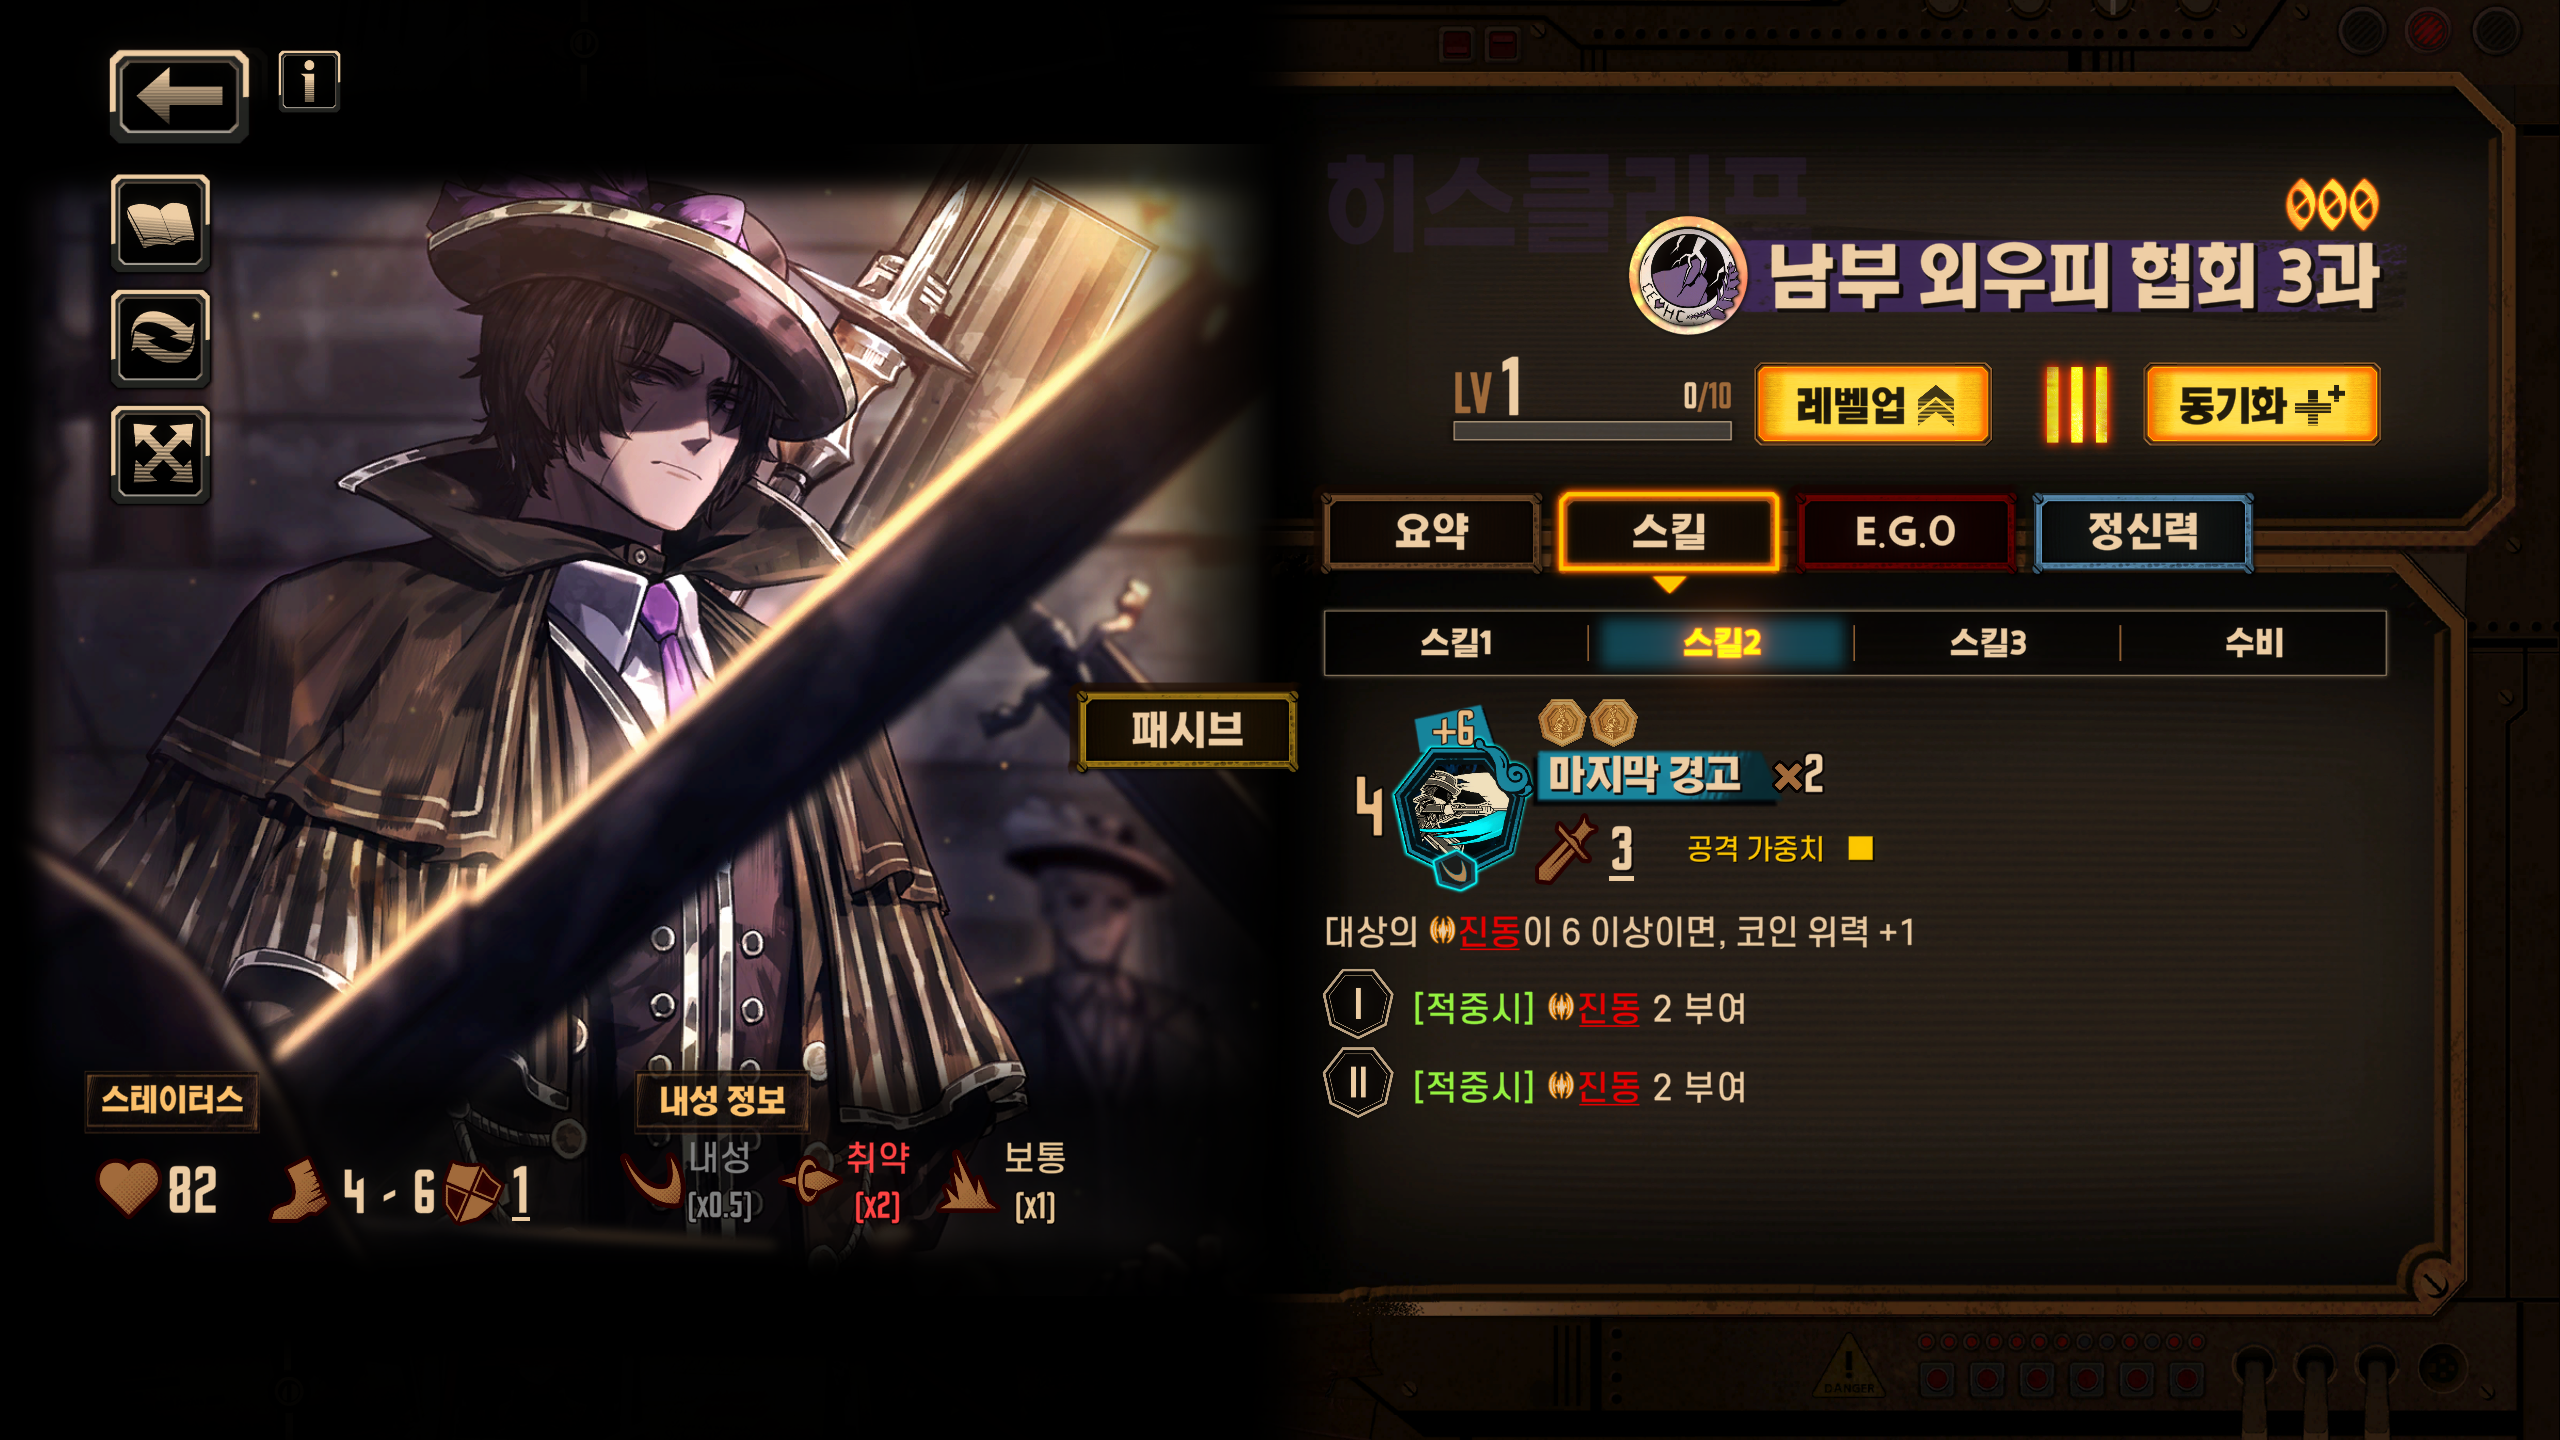 히스클리프
000
남부 외우피 협회 3과
LV 1
0/10
레벨업
동기화
요약
스킬
E.G.O
정신력
스킬1
스킬2
스킬3
수비
패시브
+6
4
마지막 경고 ×2
3
공격 가중치
대상의 진동이 6 이상이면, 코인 위력 +1
I [적중시] 진동 2 부여
II [적중시] 진동 2 부여
스테이터스
82
4 - 6
1
내성 정보
내성
[x0.5]
취약
[x2]
보통
[x1]
DANGER